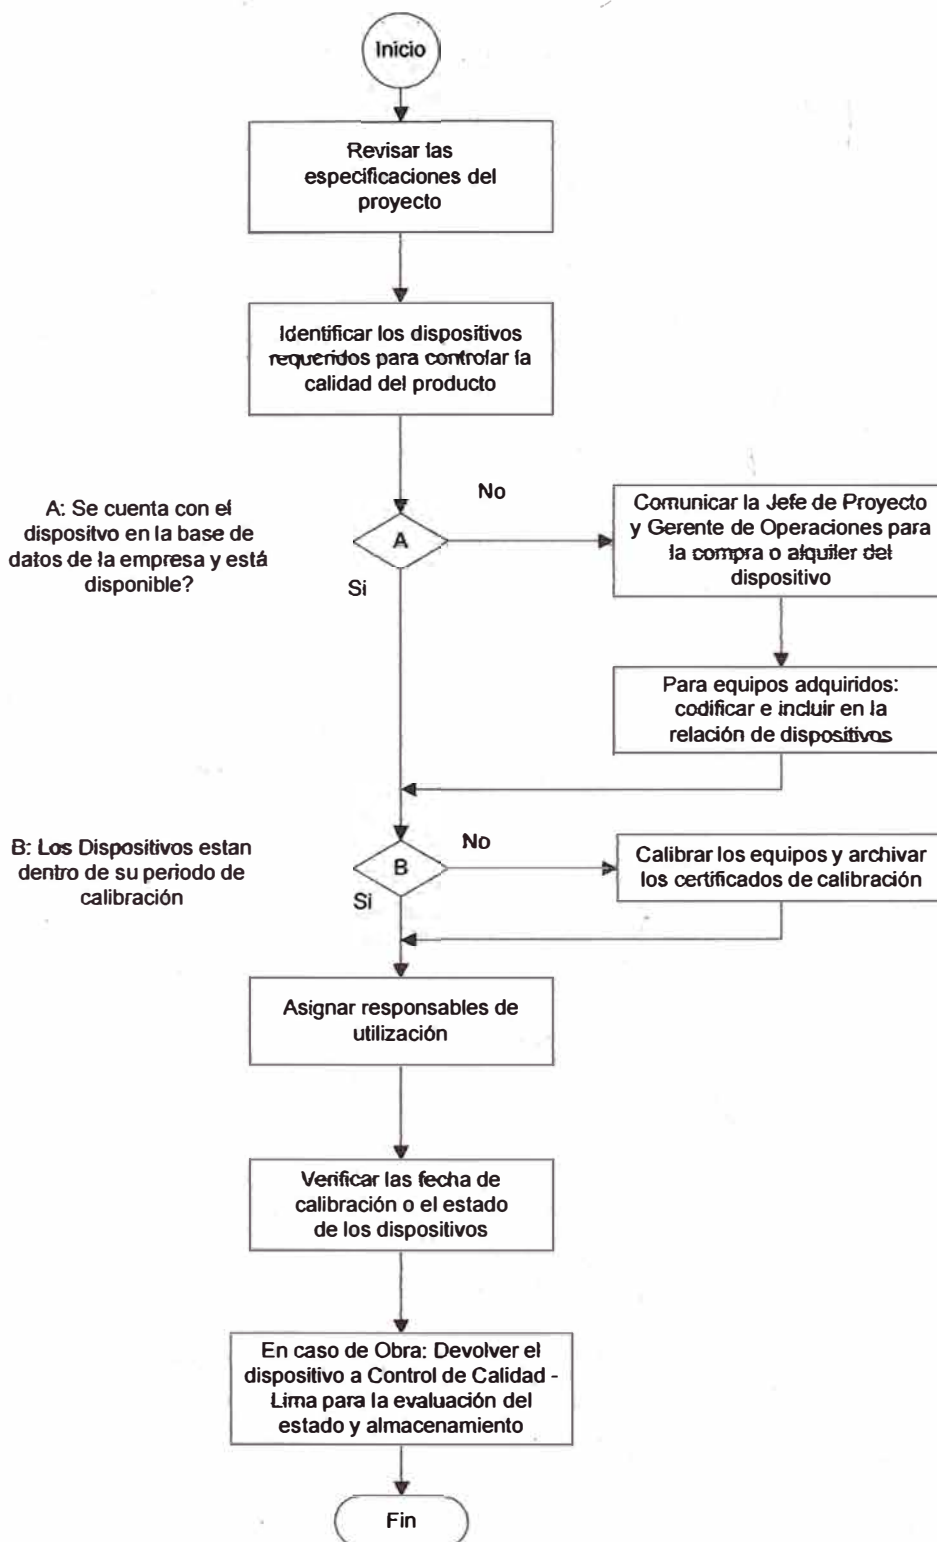 Inicio
Revisar las
especificaciones del
proyecto
Identificar los dispositivos
requeridos para controlar la
calidad del producto
A: Se cuenta con el
dispositvo en la base de
datos de la empresa y está
disponible?
A
No
Si
Comunicar la Jefe de Proyecto
y Gerente de Operaciones para
la compra o alquiler del
dispositivo
Para equipos adquiridos:
codificar e incluir en la
relación de dispositivos
B: Los Dispositivos estan
dentro de su periodo de
calibración
B
No
Si
Calibrar los equipos y archivar
los certificados de calibración
Asignar responsables de
utilización
Verificar las fecha de
calibración o el estado
de los dispositivos
En caso de Obra: Devolver el
dispositivo a Control de Calidad -
Lima para la evaluación del
estado y almacenamiento
Fin